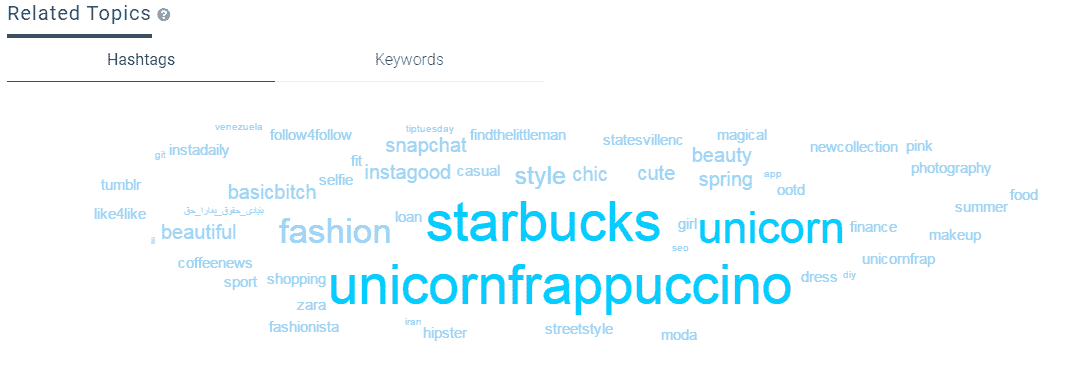 Related Topics
Hashtags Keywords
venezuela follow4follow tiptuesday findthelittleman statesvillenc magical
git instadaily snapchat beauty newcollection pink
fit instagood casual style chic cute spring app photography
tumblr basicbitch selfie ootd food
like4like loan starbucks girl unicorn summer
beautiful fashion finance makeup
coffeenews seo unicornfrap
sport shopping unicornfrappuccino dress diy
zara
fashionista iran hipster streetstyle moda